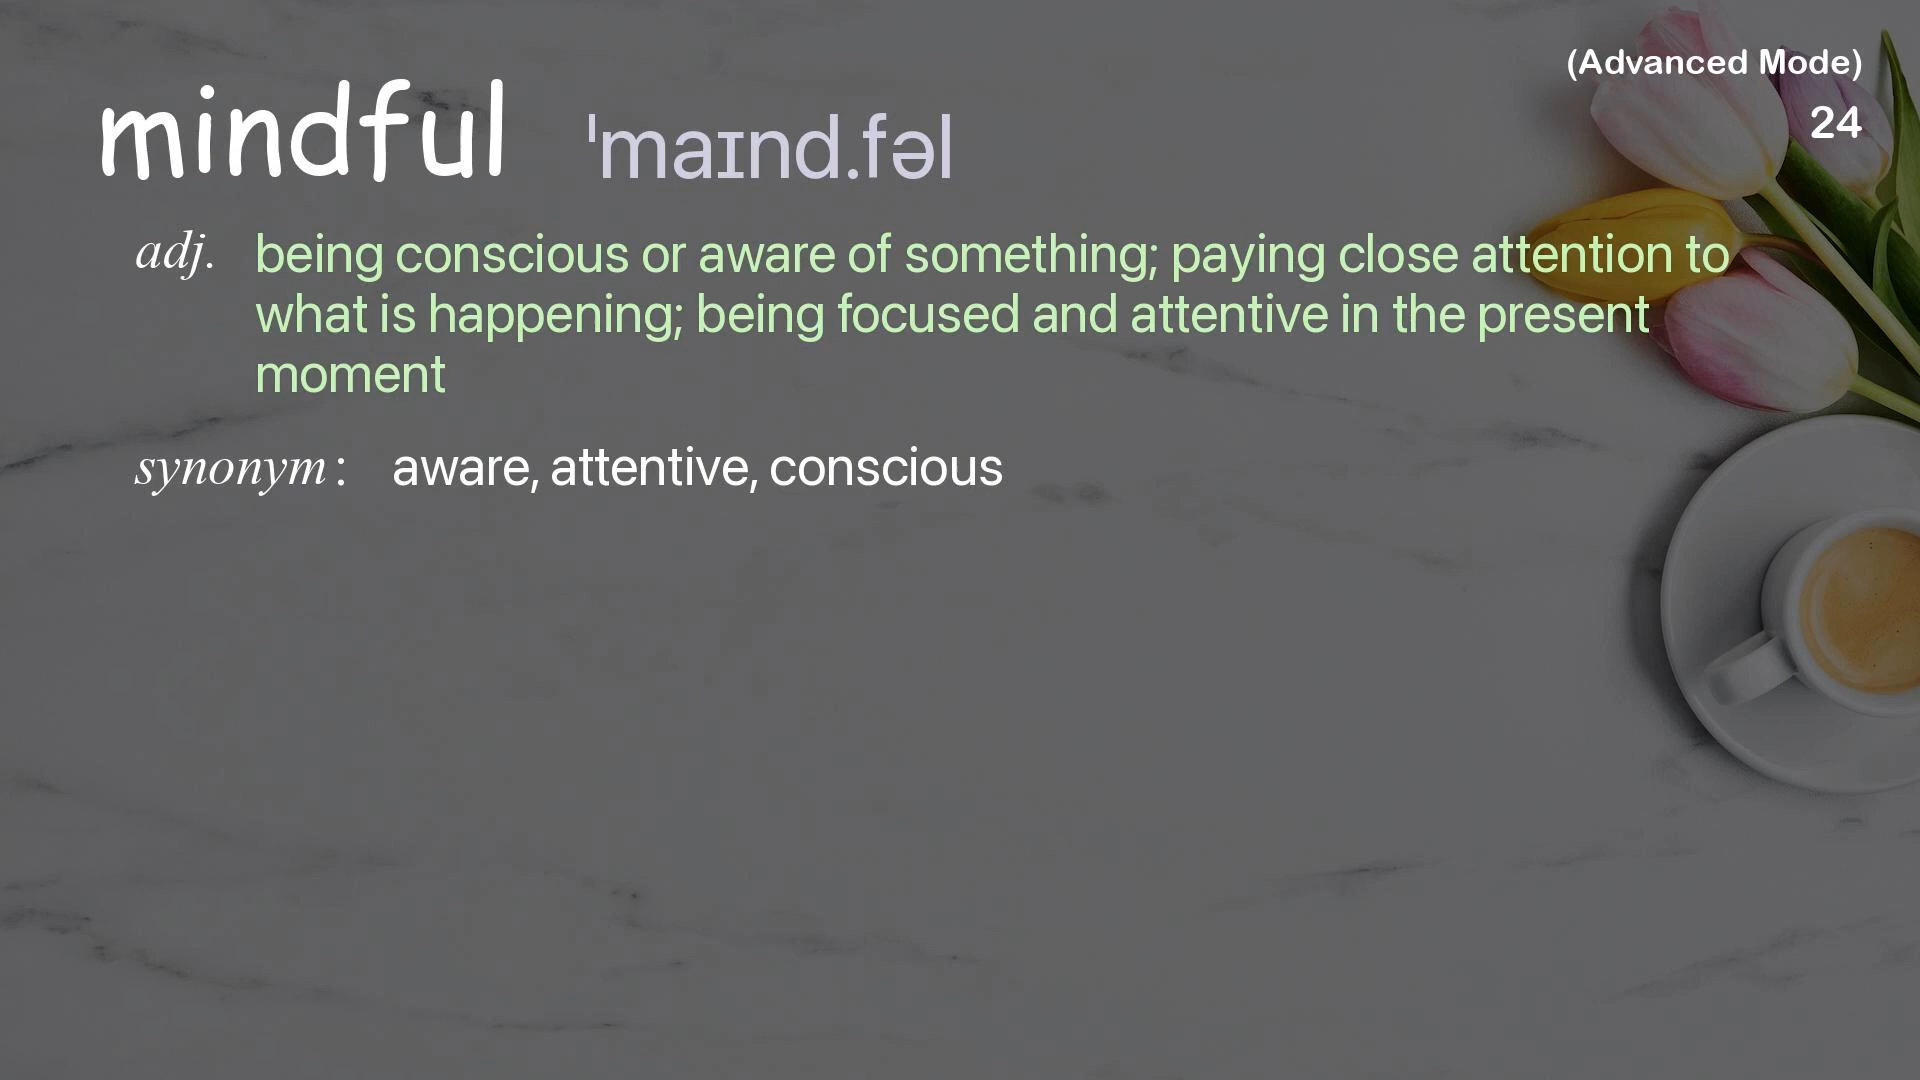 (Advanced Mode)
24
mindful ˈmaɪnd.fəl
adj. being conscious or aware of something; paying close attention to
what is happening; being focused and attentive in the present
moment
synonym: aware, attentive, conscious